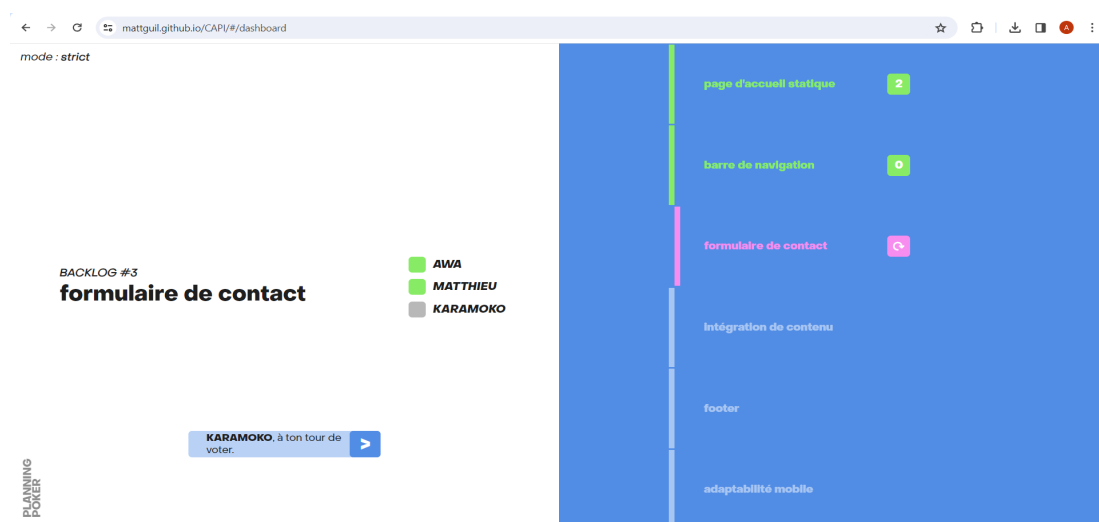 mattguil.github.io/CAPI/#/dashboard
A
mode : strict
BACKLOG #3
formulaire de contact
AWA
MATTHIEU
KARAMOKO
KARAMOKO, à ton tour de
voter.
>
PLANNING
POKER
page d'accueil statique 2
barre de navigation 0
formulaire de contact
intégration de contenu
footer
adaptabilité mobile